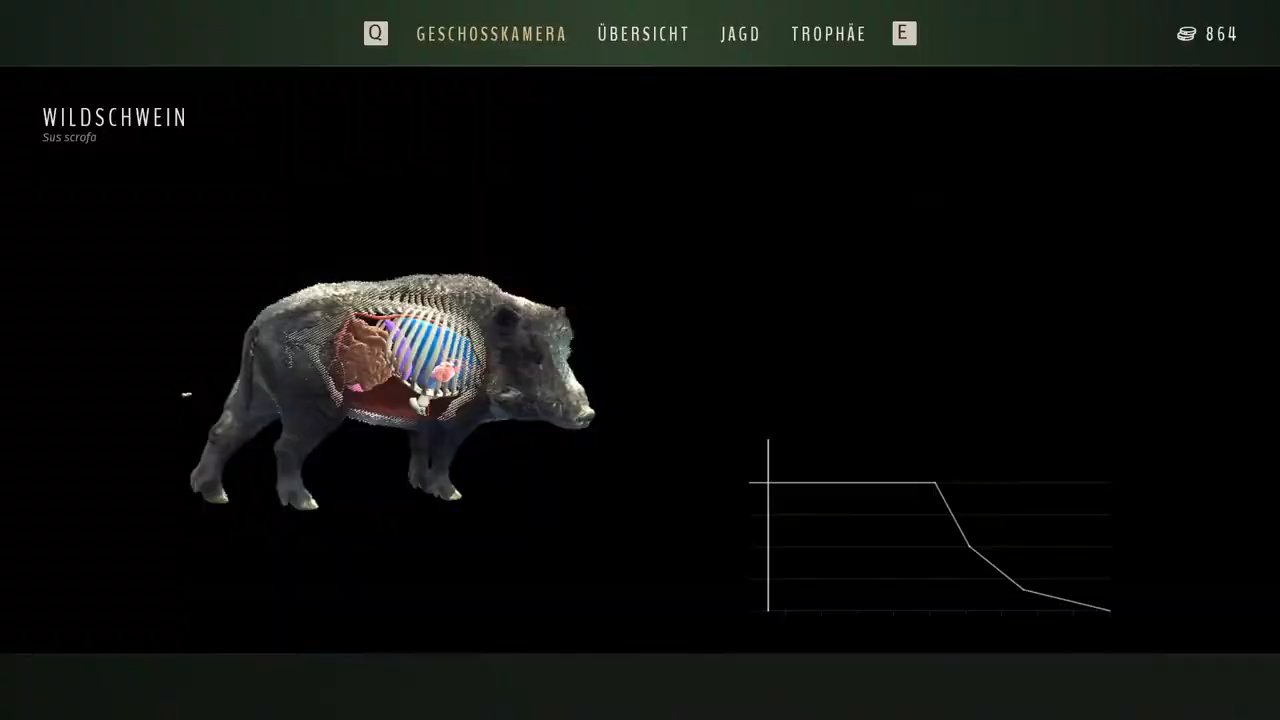 Q GESCHOSSKAMERA ÜBERSICHT JAGD TROPHÄE E 864
WILDSCHWEIN
Sus scrofa